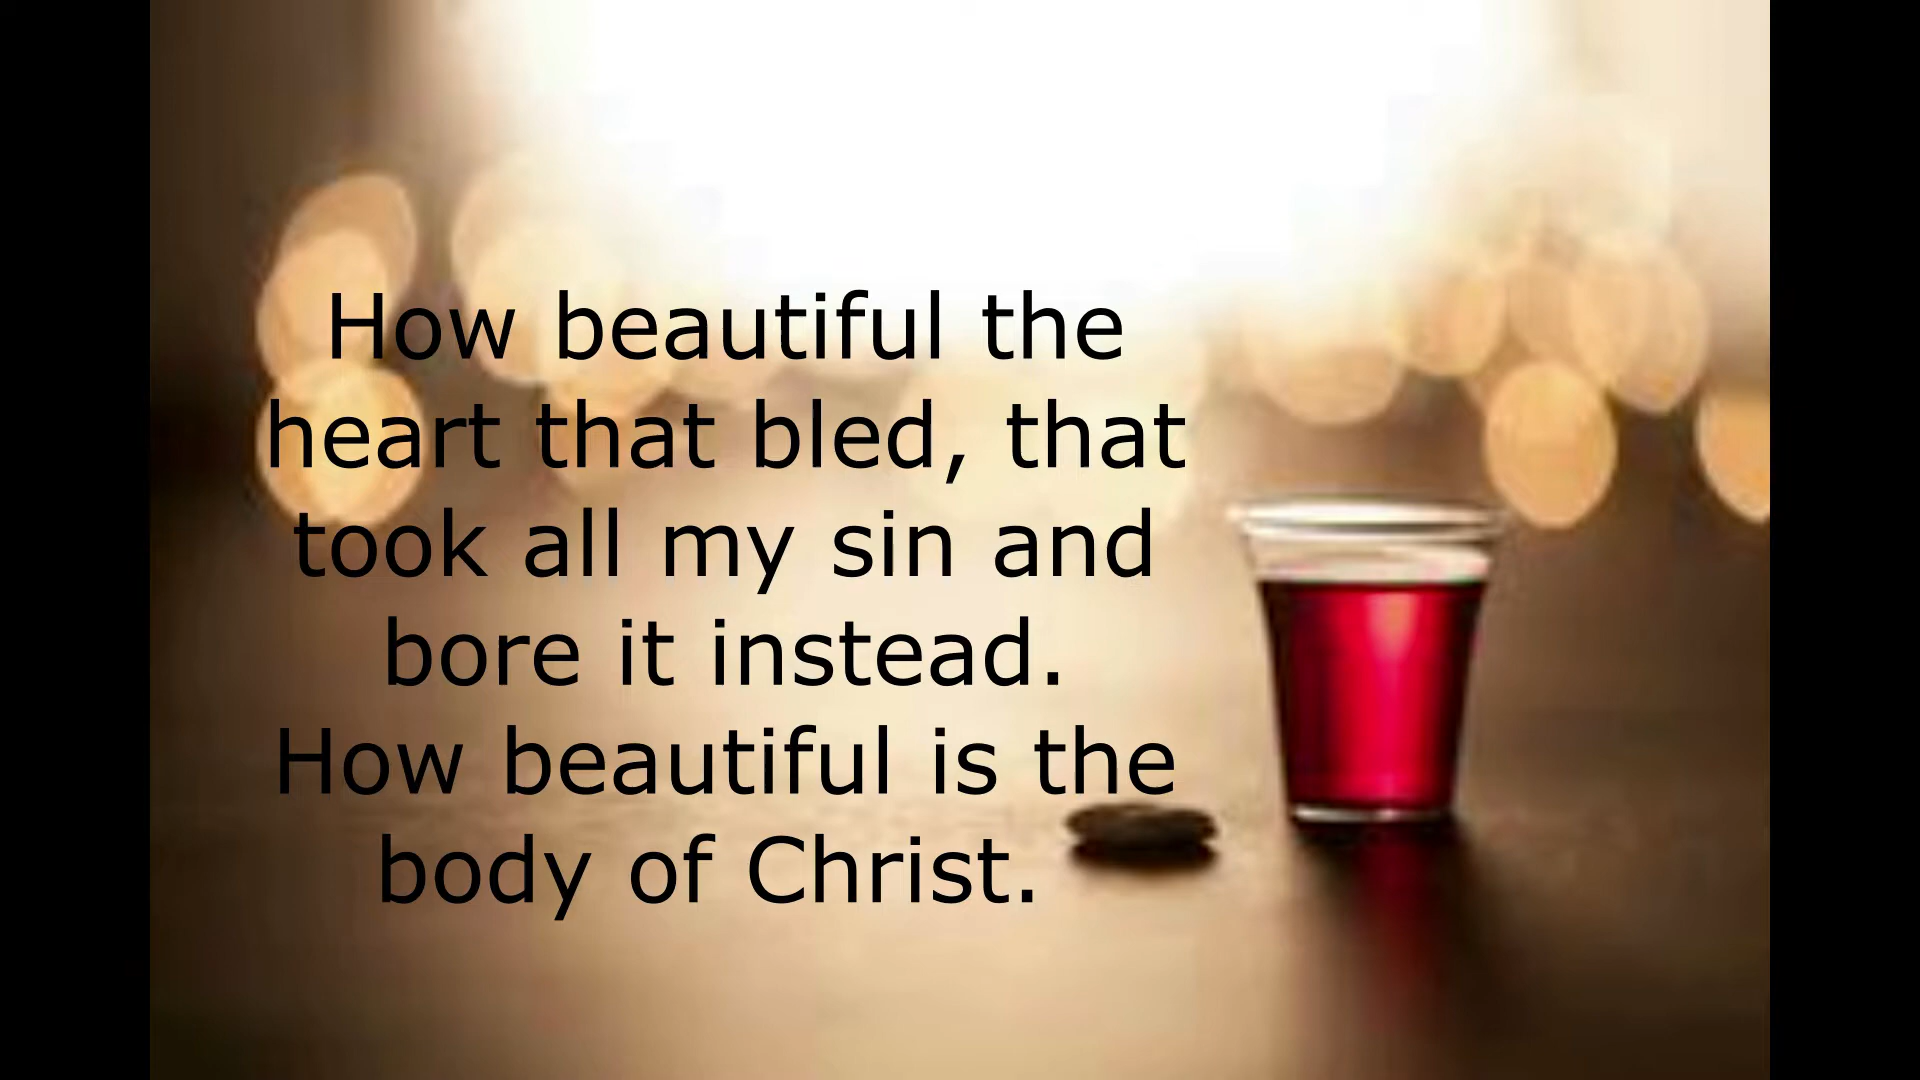 How beautiful the
heart that bled, that
took all my sin and
bore it instead.
How beautiful is the
body of Christ.